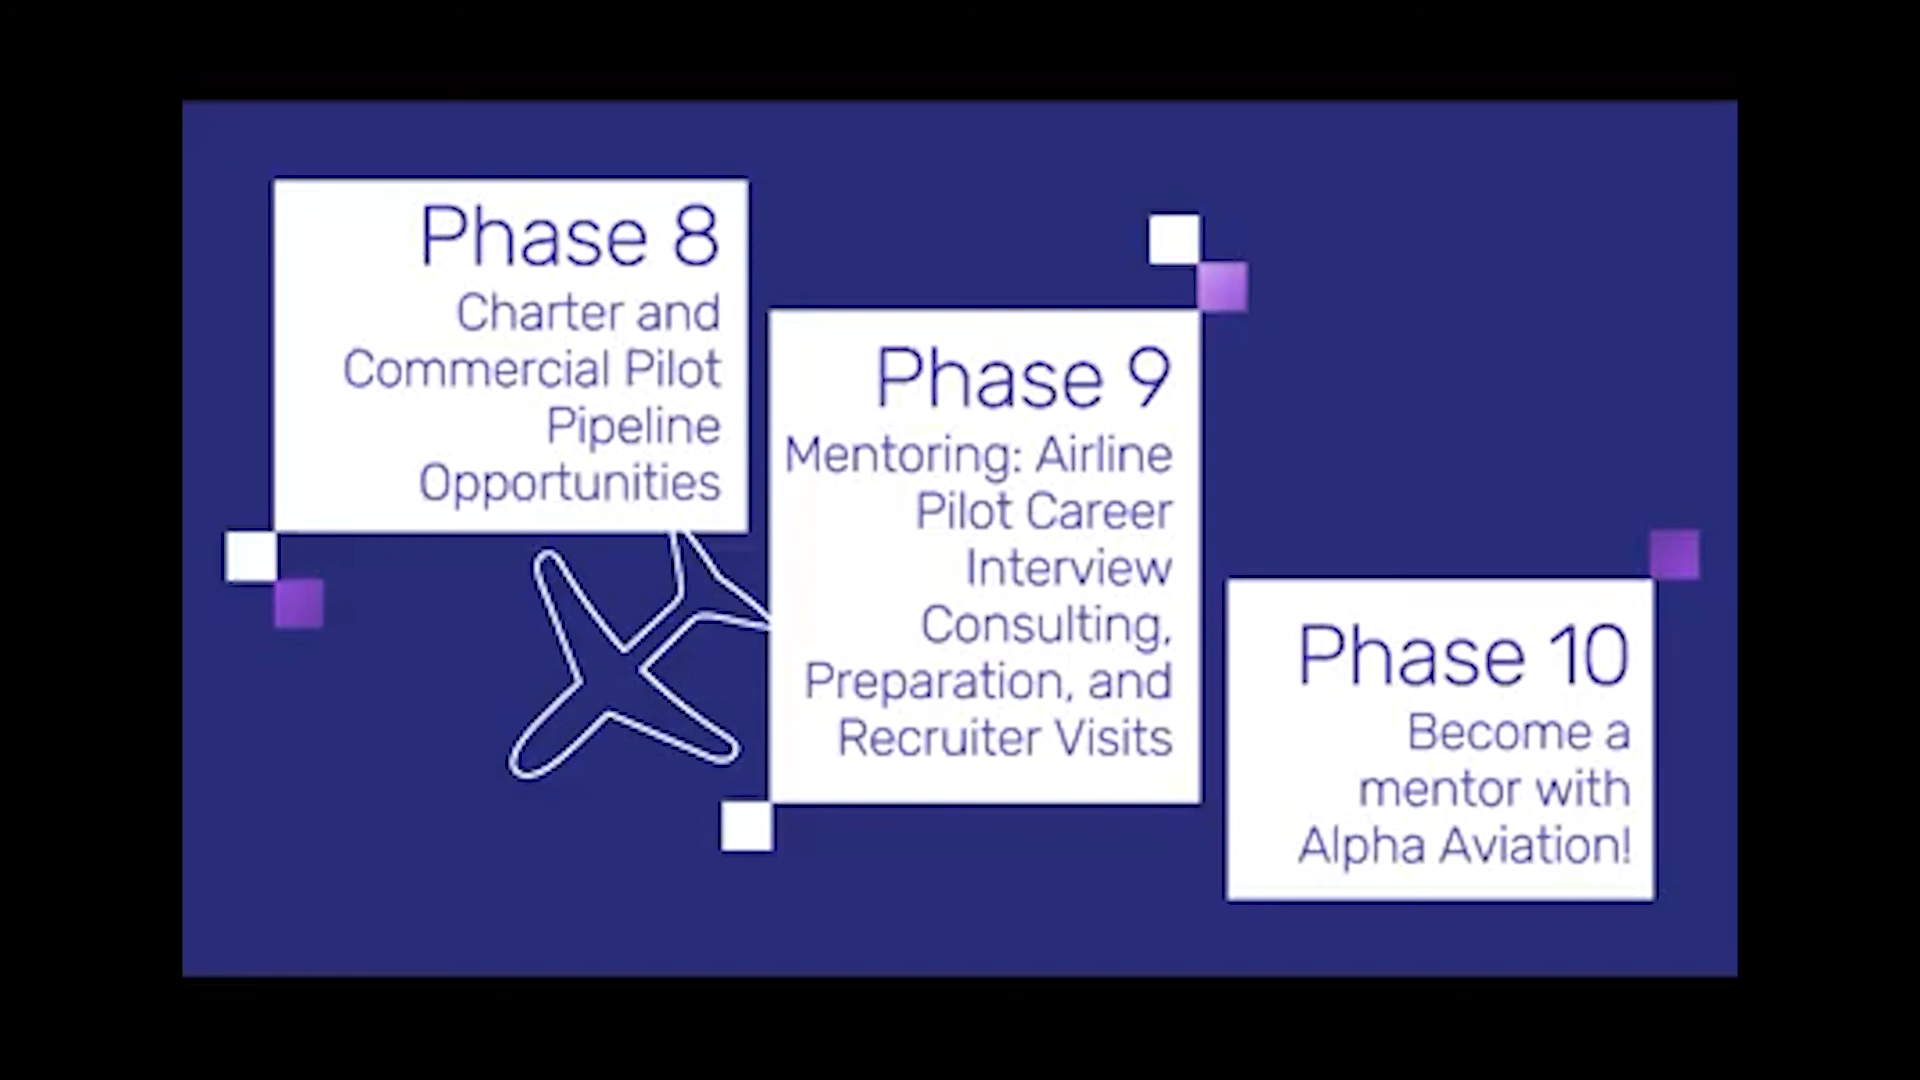 Phase 8
Charter and
Commercial Pilot
Pipeline
Opportunities
Phase 9
Mentoring: Airline
Pilot Career
Interview
Consulting,
Preparation, and
Recruiter Visits
Phase 10
Become a
mentor with
Alpha Aviation!